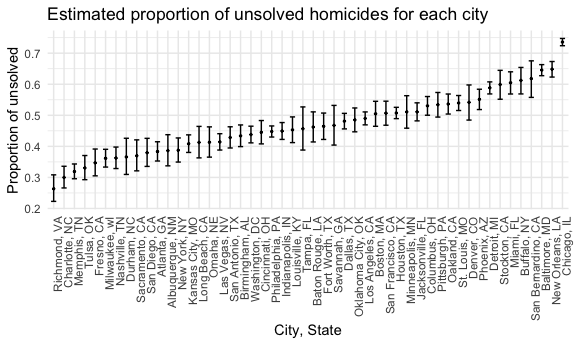 Estimated proportion of unsolved homicides for each city
Proportion of unsolved
0.7
0.6
0.5
0.4
0.3
0.2
Richmond, VA
Charlotte, NC
Memphis, TN
Tulsa, OK
Fresno, CA
Milwaukee, wI
Nashville, TN
Durham, NC
Sacramento, CA
San Diego, CA
Atlanta, GA
Albuquerque, NM
New York, NY
Kansas City, MO
Long Beach, CA
Omaha, NE
Las Vegas, NV
San Antonio, TX
Birmingham, AL
Washington, DC
Cincinnati, OH
Philadelphia, PA
Indianapolis, IN
Louisville, KY
Tampa, FL
Baton Rouge, LA
Fort Worth, TX
Savannah, GA
Dallas, TX
Oklahoma City, OK
Los Angeles, CA
Boston, MA
San Francisco, CA
Houston, TX
Minneapolis, MN
Jacksonville, FL
Columbus, OH
Pittsburgh, PA
Oakland, CA
St. Louis, MO
Denver, CO
Phoenix, AZ
Detroit, MI
Stockton, CA
Miami, FL
Buffalo, NY
San Bernardino, CA
Baltimore, MD
New Orleans, LA
Chicago, IL
City, State